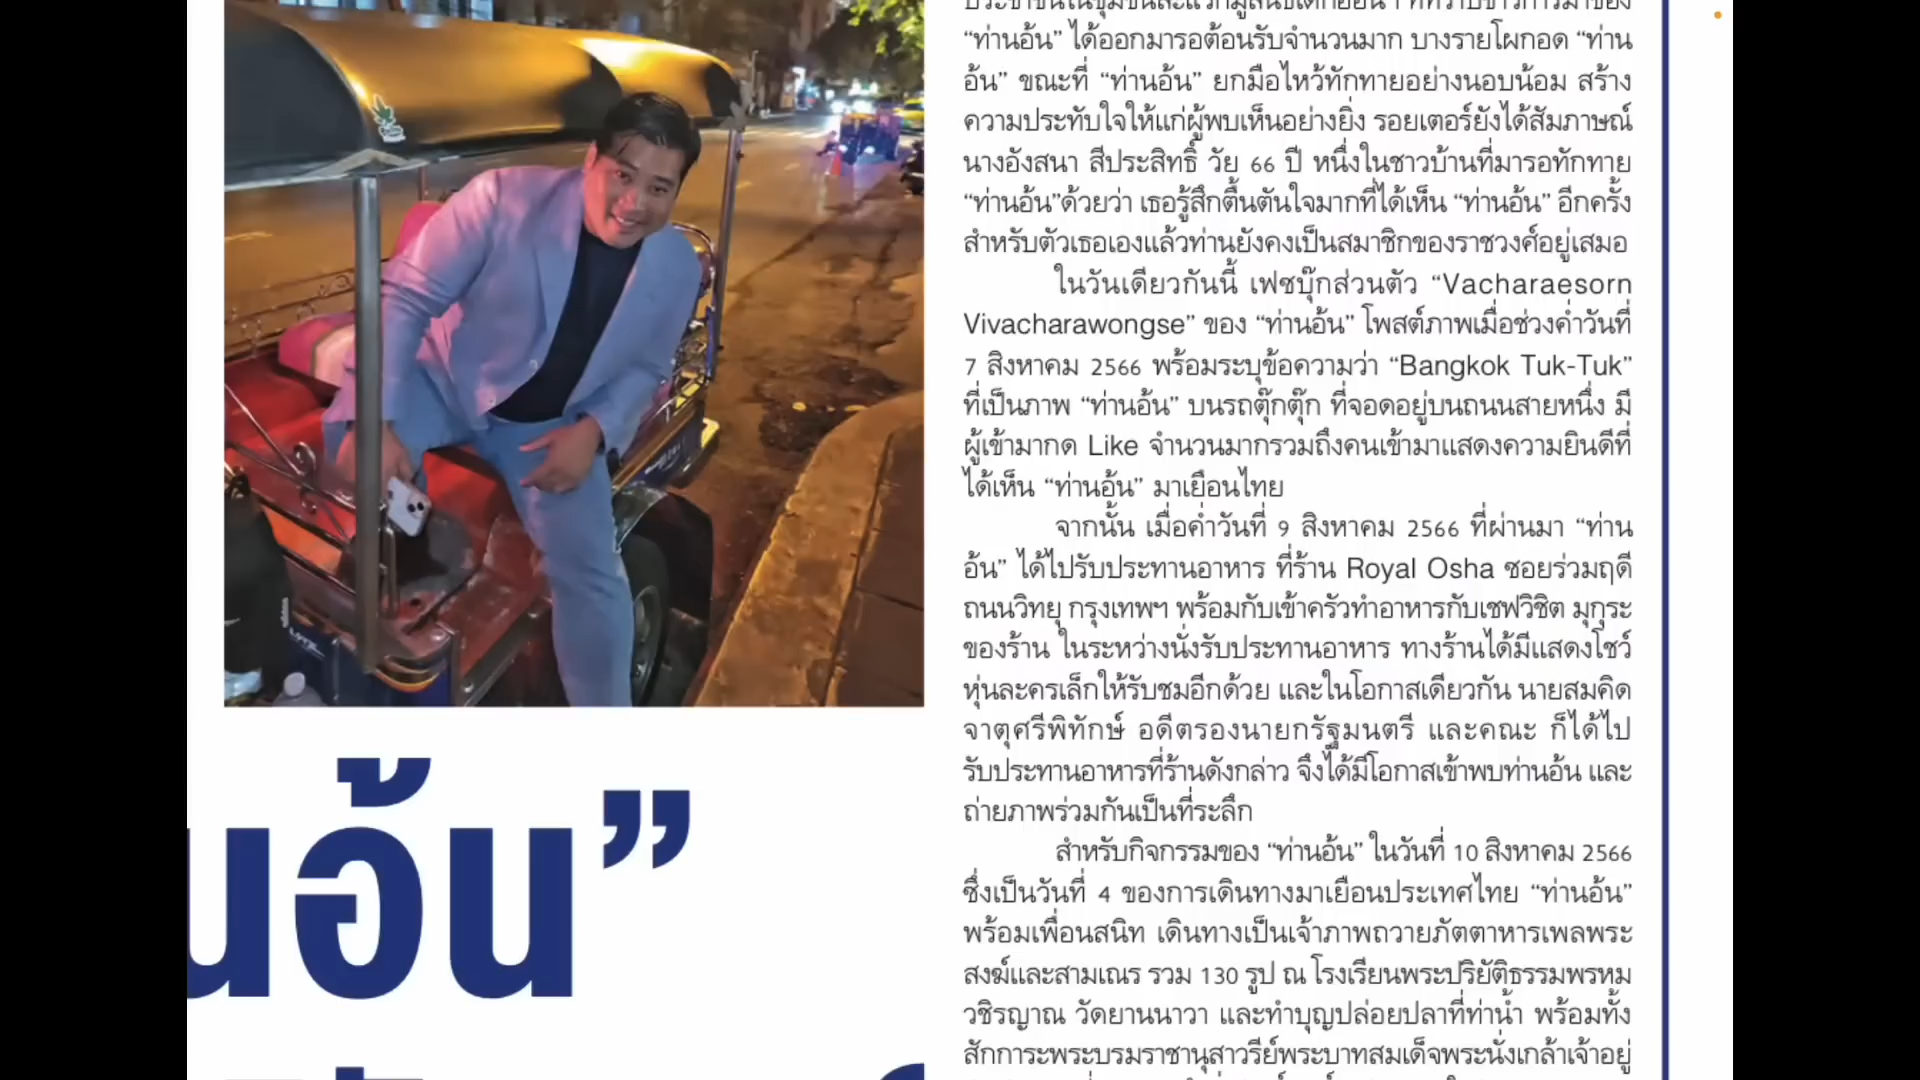 “ท่านอ้น” ได้ออกมารอต้อนรับจำนวนมาก บางรายโผกอด “ท่าน
อ้น” ขณะที่ “ท่านอ้น” ยกมือไหว้ทักทายอย่างนอบน้อม สร้าง
ความประทับใจให้แก่ผู้พบเห็นอย่างยิ่ง รอยเตอร์ยังได้สัมภาษณ์
นางอังสนา สีประสิทธิ์ วัย 66 ปี หนึ่งในชาวบ้านที่มารอทักทาย
“ท่านอ้น”ด้วยว่า เธอรู้สึกตื้นตันใจมากที่ได้เห็น “ท่านอ้น” อีกครั้ง
สำหรับตัวเธอเองแล้วท่านยังคงเป็นสมาชิกของราชวงศ์อยู่เสมอ
ในวันเดียวกันนี้ เฟซบุ๊กส่วนตัว “Vacharaesorn
Vivacharawongse” ของ “ท่านอ้น” โพสต์ภาพเมื่อช่วงค่ำวันที่
7 สิงหาคม 2566 พร้อมระบุข้อความว่า “Bangkok Tuk-Tuk”
ที่เป็นภาพ “ท่านอ้น” บนรถตุ๊กตุ๊ก ที่จอดอยู่บนถนนสายหนึ่ง มี
ผู้เข้ามากด Like จำนวนมากรวมถึงคนเข้ามาแสดงความยินดีที่
ได้เห็น “ท่านอ้น” มาเยือนไทย
จากนั้น เมื่อค่ำวันที่ 9 สิงหาคม 2566 ที่ผ่านมา “ท่าน
อ้น” ได้ไปรับประทานอาหาร ที่ร้าน Royal Osha ซอยร่วมฤดี
ถนนวิทยุ กรุงเทพฯ พร้อมกับเข้าครัวทำอาหารกับเชฟวิชิต มุกุระ
ของร้าน ในระหว่างนั่งรับประทานอาหาร ทางร้านได้มีแสดงโชว์
หุ่นละครเล็กให้รับชมอีกด้วย และในโอกาสเดียวกัน นายสมคิด
จาตุศรีพิทักษ์ อดีตรองนายกรัฐมนตรี และคณะ ก็ได้ไป
รับประทานอาหารที่ร้านดังกล่าว จึงได้มีโอกาสเข้าพบท่านอ้น และ
ถ่ายภาพร่วมกันเป็นที่ระลึก
สำหรับกิจกรรมของ “ท่านอ้น” ในวันที่ 10 สิงหาคม 2566
ซึ่งเป็นวันที่ 4 ของการเดินทางมาเยือนประเทศไทย “ท่านอ้น”
พร้อมเพื่อนสนิท เดินทางเป็นเจ้าภาพถวายภัตตาหารเพลพระ
สงฆ์และสามเณร รวม 130 รูป ณ โรงเรียนพระปริยัติธรรมพรหม
วชิรญาณ วัดยานนาวา และทำบุญปล่อยปลาที่ท่าน้ำ พร้อมทั้ง
สักการะพระบรมราชานุสาวรีย์พระบาทสมเด็จพระนั่งเกล้าเจ้าอยู่
นอ้น”